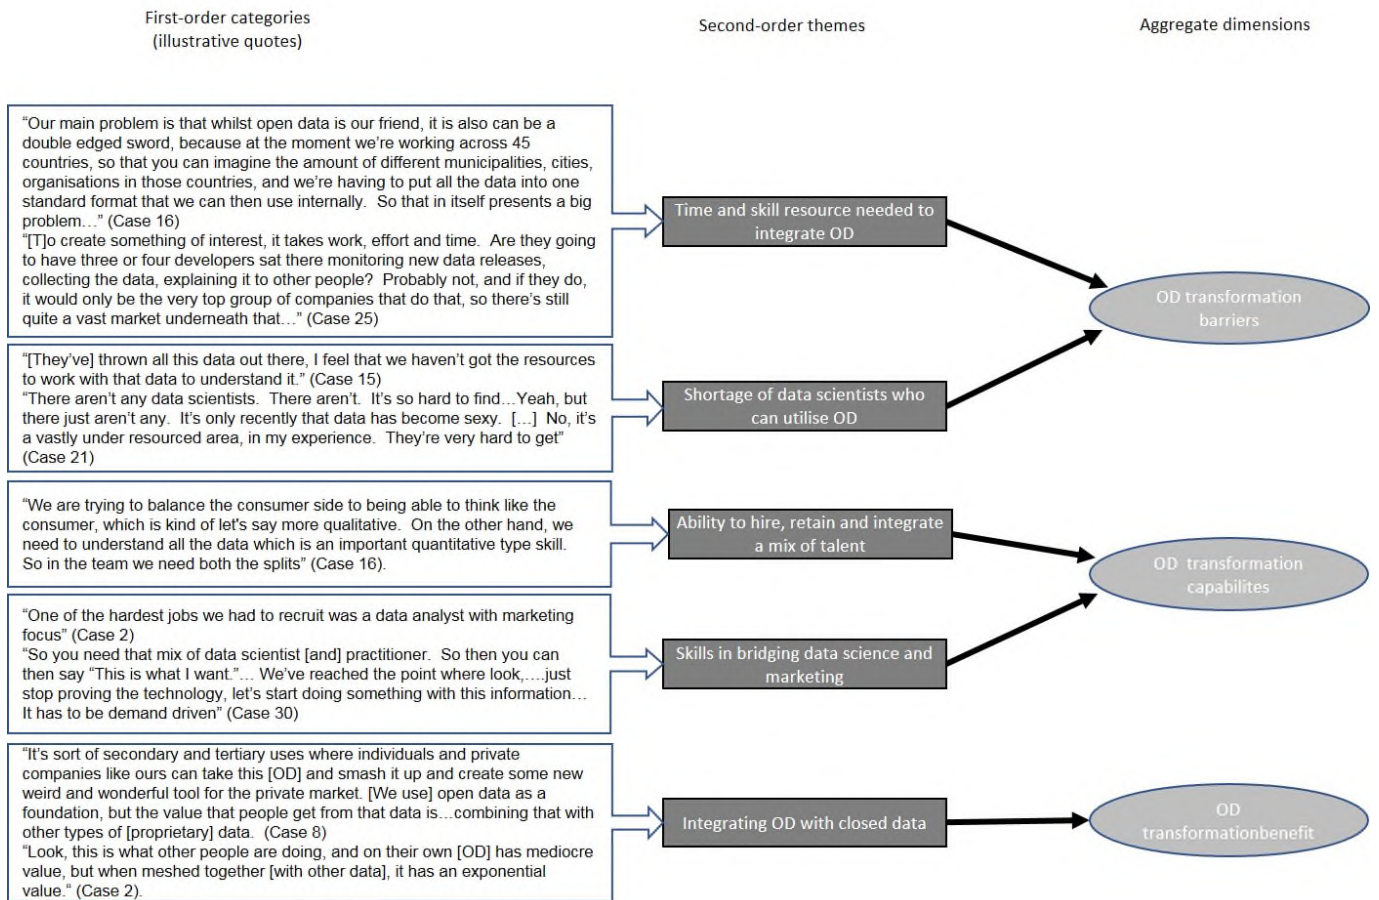 First-order categories
(illustrative quotes)
Second-order themes
Aggregate dimensions
“Our main problem is that whilst open data is our friend, it is also can be a
double edged sword, because at the moment we’re working across 45
countries, so that you can imagine the amount of different municipalities, cities,
organisations in those countries, and we’re having to put all the data into one
standard format that we can then use internally.  So that in itself presents a big
problem…” (Case 16)
“[T]o create something of interest, it takes work, effort and time.  Are they going
to have three or four developers sat there monitoring new data releases,
collecting the data, explaining it to other people?  Probably not, and if they do,
it would only be the very top group of companies that do that, so there’s still
quite a vast market underneath that…” (Case 25)
Time and skill resource needed to
integrate OD
OD transformation
barriers
“[They’ve] thrown all this data out there, I feel that we haven’t got the resources
to work with that data to understand it.” (Case 15)
“There aren’t any data scientists.  There aren’t.  It’s so hard to find…Yeah, but
there just aren’t any.  It’s only recently that data has become sexy.  […]  No, it’s
a vastly under resourced area, in my experience.  They’re very hard to get”
(Case 21)
Shortage of data scientists who
can utilise OD
“We are trying to balance the consumer side to being able to think like the
consumer, which is kind of let's say more qualitative.  On the other hand, we
need to understand all the data which is an important quantitative type skill.
So in the team we need both the splits” (Case 16).
Ability to hire, retain and integrate
a mix of talent
OD  transformation
capabilites
“One of the hardest jobs we had to recruit was a data analyst with marketing
focus” (Case 2)
“So you need that mix of data scientist [and] practitioner.  So then you can
then say “This is what I want.”… We’ve reached the point where look,….just
stop proving the technology, let’s start doing something with this information…
It has to be demand driven” (Case 30)
Skills in bridging data science and
marketing
“It’s sort of secondary and tertiary uses where individuals and private
companies like ours can take this [OD] and smash it up and create some new
weird and wonderful tool for the private market. [We use] open data as a
foundation, but the value that people get from that data is…combining that with
other types of [proprietary] data.  (Case 8)
“Look, this is what other people are doing, and on their own [OD] has mediocre
value, but when meshed together [with other data], it has an exponential
value.“ (Case 2).
Integrating OD with closed data
OD
transformationbenefit